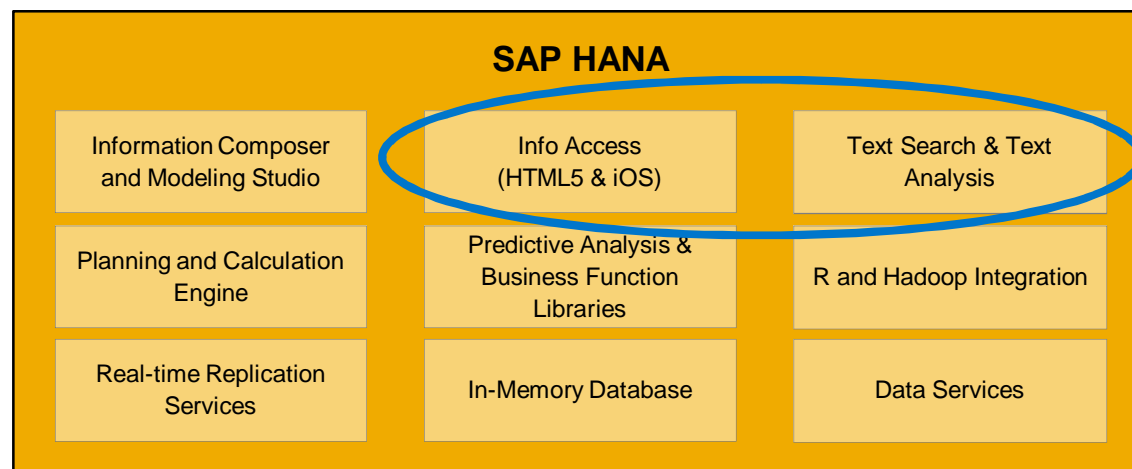 SAP HANA
Information Composer
and Modeling Studio
Info Access
(HTML5 & iOS)
Text Search & Text
Analysis
Planning and Calculation
Engine
Predictive Analysis &
Business Function
Libraries
R and Hadoop Integration
Real-time Replication
Services
In-Memory Database
Data Services